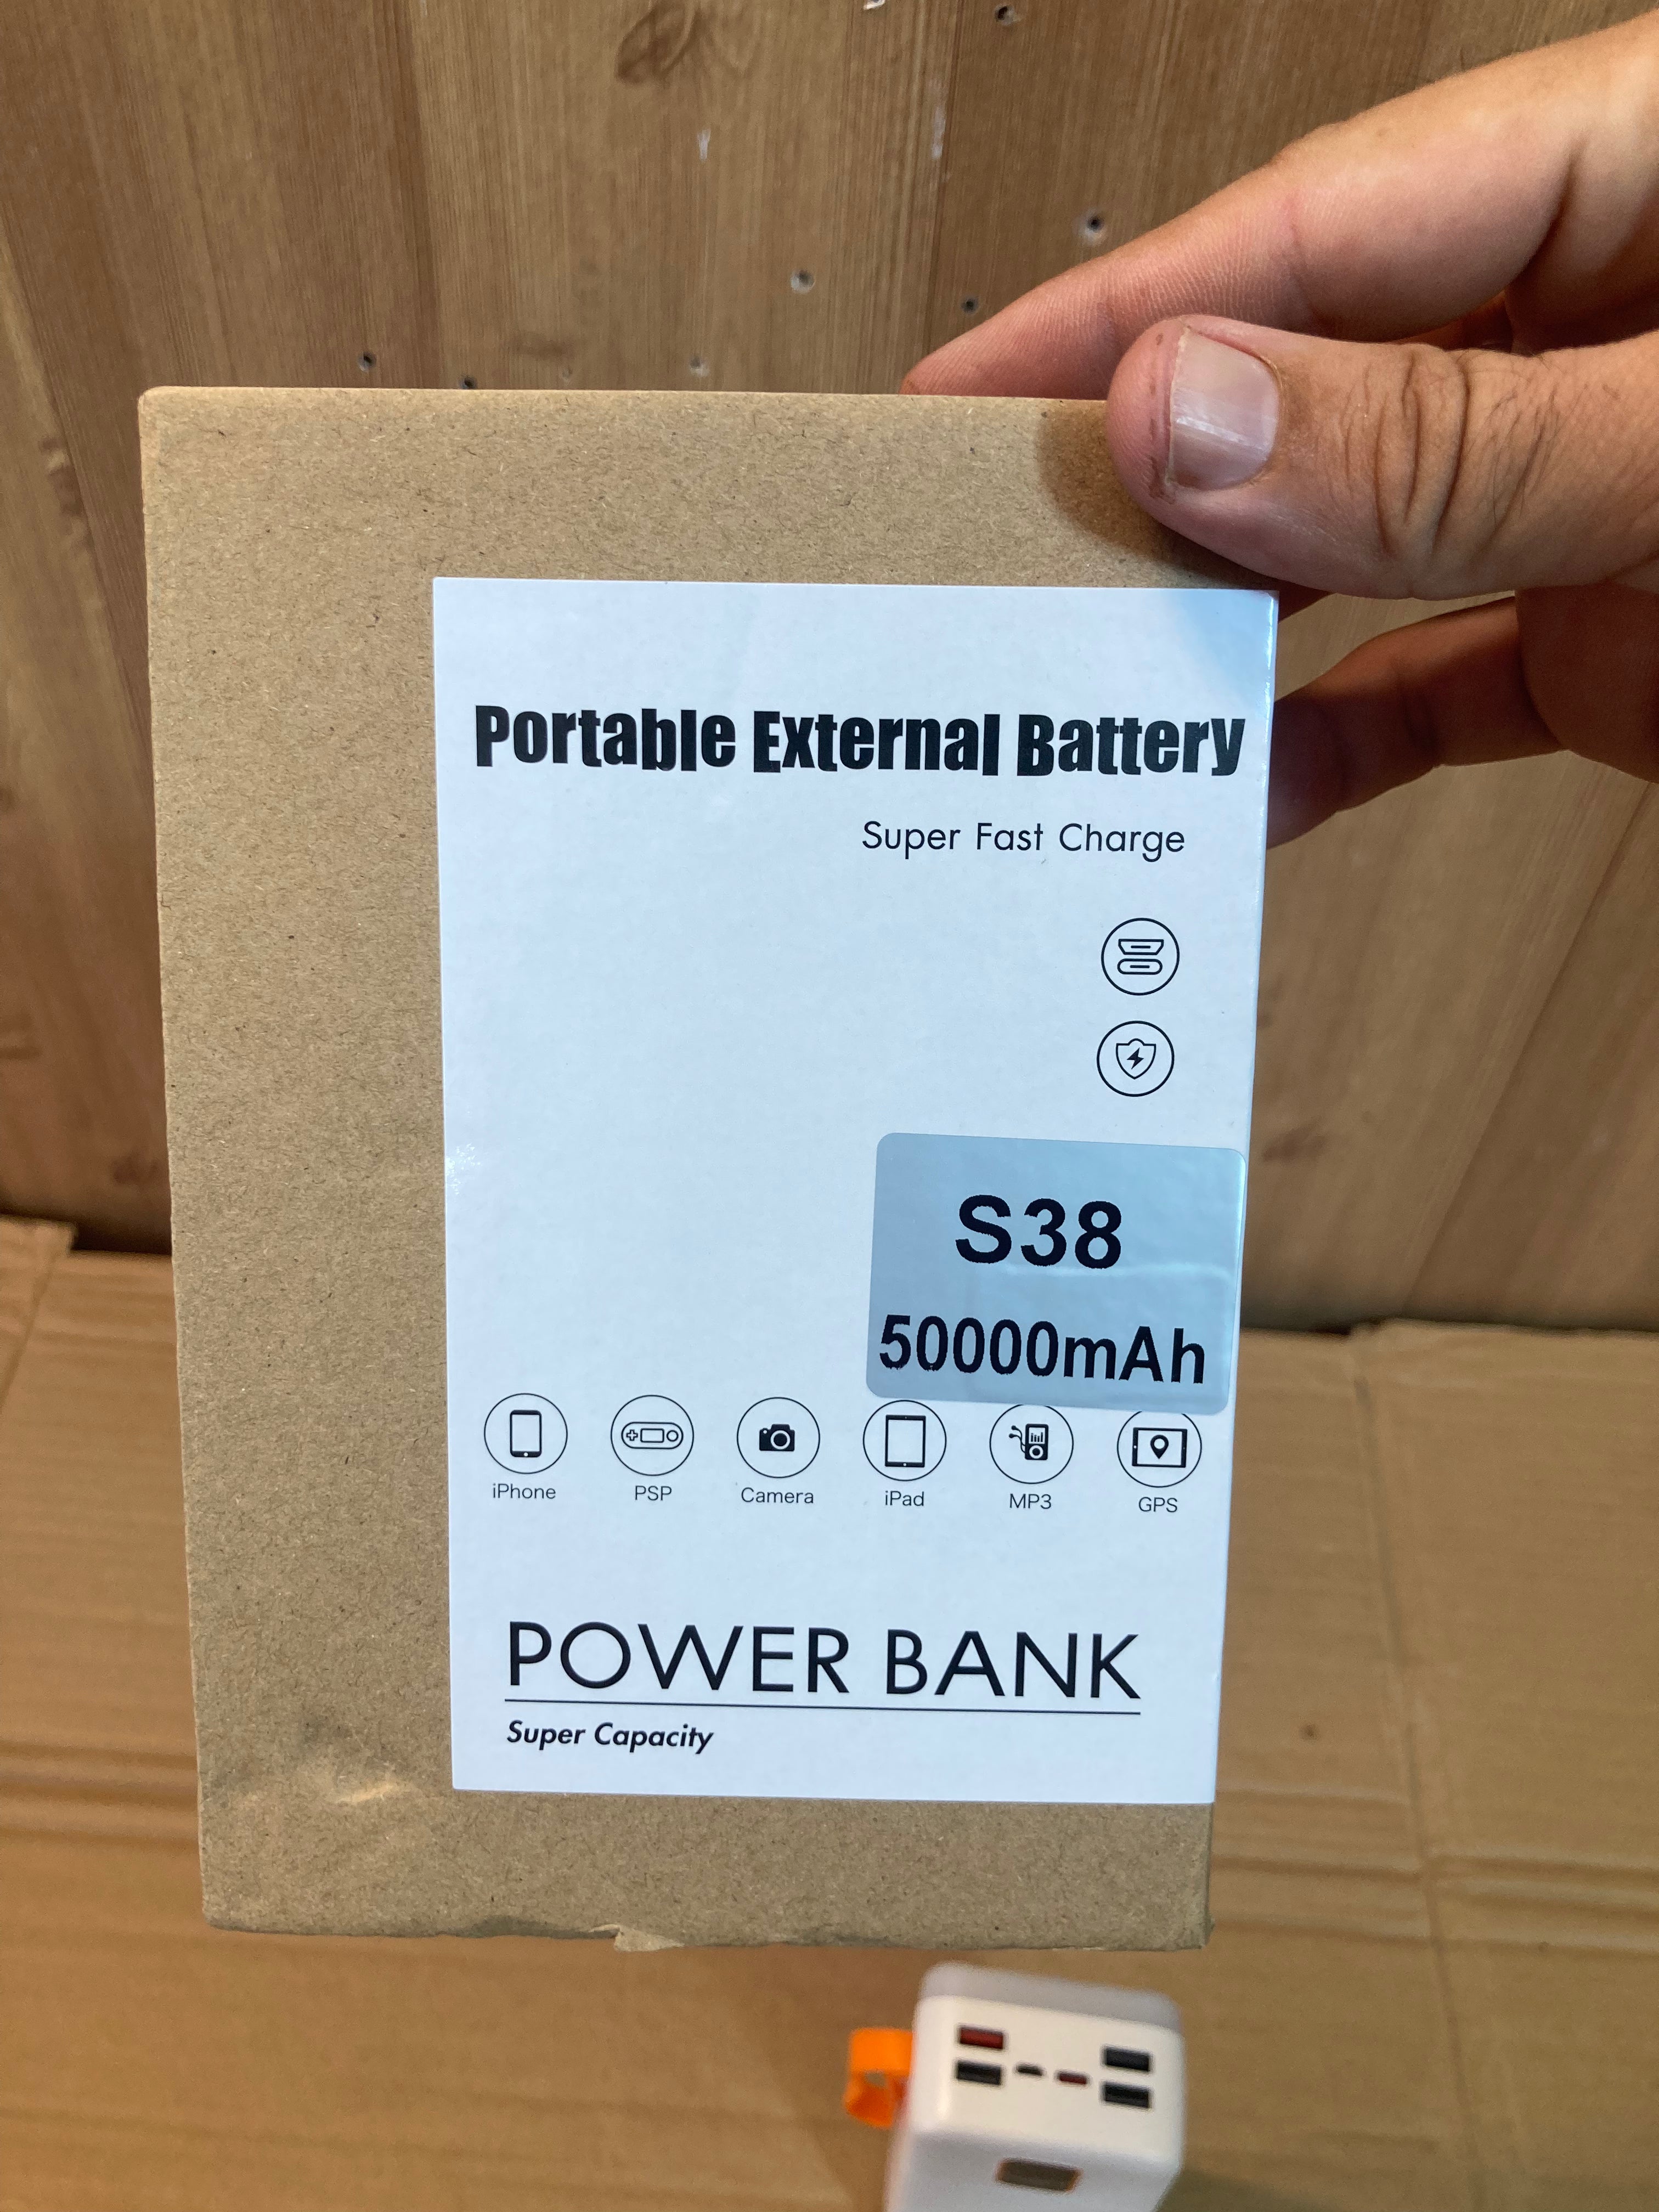 Portable External Battery
Super Fast Charge
S38
50000mAh
iPhone PSP Camera iPad MP3 GPS
POWER BANK
Super Capacity